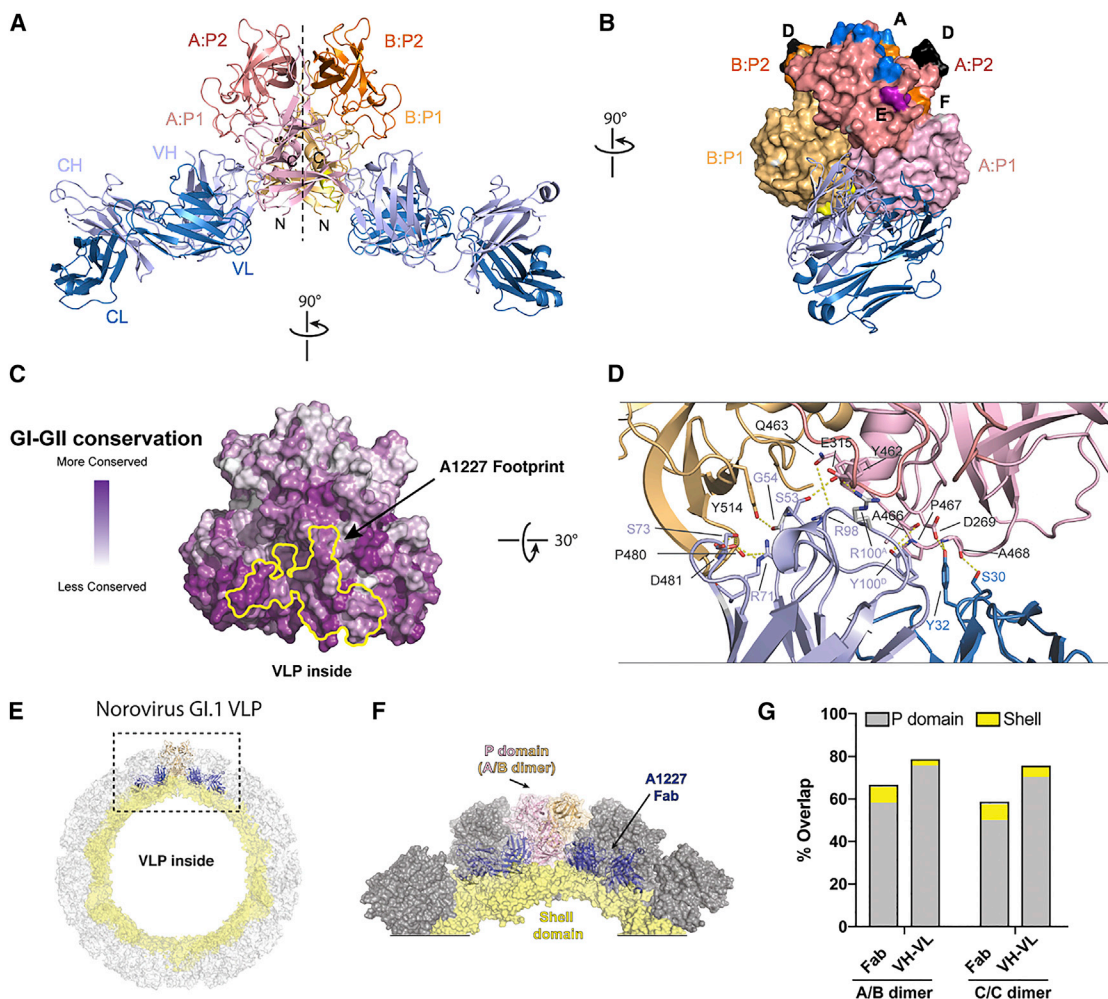 A
A:P2
B:P2
A:P1
B:P1
C
C
CH
VH
N
N
VL
CL
90°
B
A
D
D
B:P2
A:P2
E
F
B:P1
A:P1
90°
C
GI-GII conservation
More Conserved
Less Conserved
A1227 Footprint
VLP inside
30°
D
Q463
E315
Y462
G54
S53
Y514
P467
A466
S73
R98
D269
P480
R100A
A468
D481
Y100D
S30
R71
Y32
E
Norovirus GI.1 VLP
VLP inside
F
P domain
(A/B dimer)
A1227
Fab
Shell
domain
G
P domain
Shell
% Overlap
100
80
60
40
20
0
Fab
VH-VL
Fab
VH-VL
A/B dimer
C/C dimer